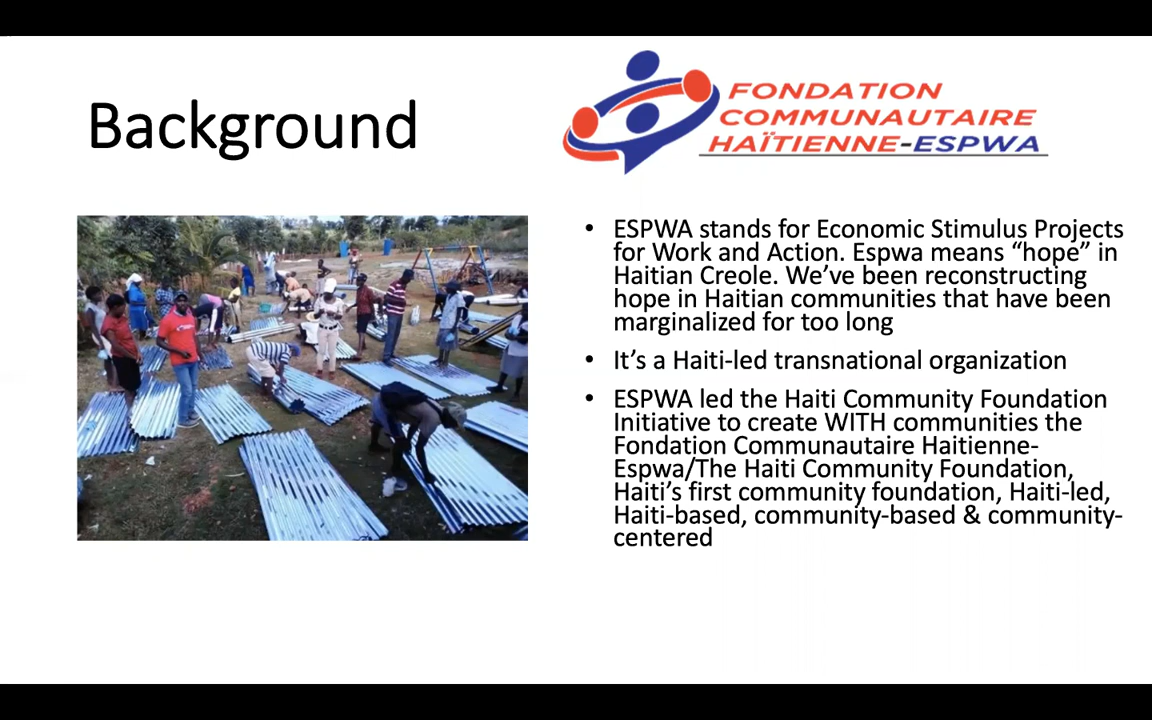 Background
FONDATION
COMMUNAUTAIRE
HAÏTIENNE-ESPWA
• ESPWA stands for Economic Stimulus Projects
for Work and Action. Espwa means “hope” in
Haitian Creole. We’ve been reconstructing
hope in Haitian communities that have been
marginalized for too long
• It’s a Haiti-led transnational organization
• ESPWA led the Haiti Community Foundation
Initiative to create WITH communities the
Fondation Communautaire Haitienne-
Espwa/The Haiti Community Foundation,
Haiti’s first community foundation, Haiti-led,
Haiti-based, community-based & community-
centered